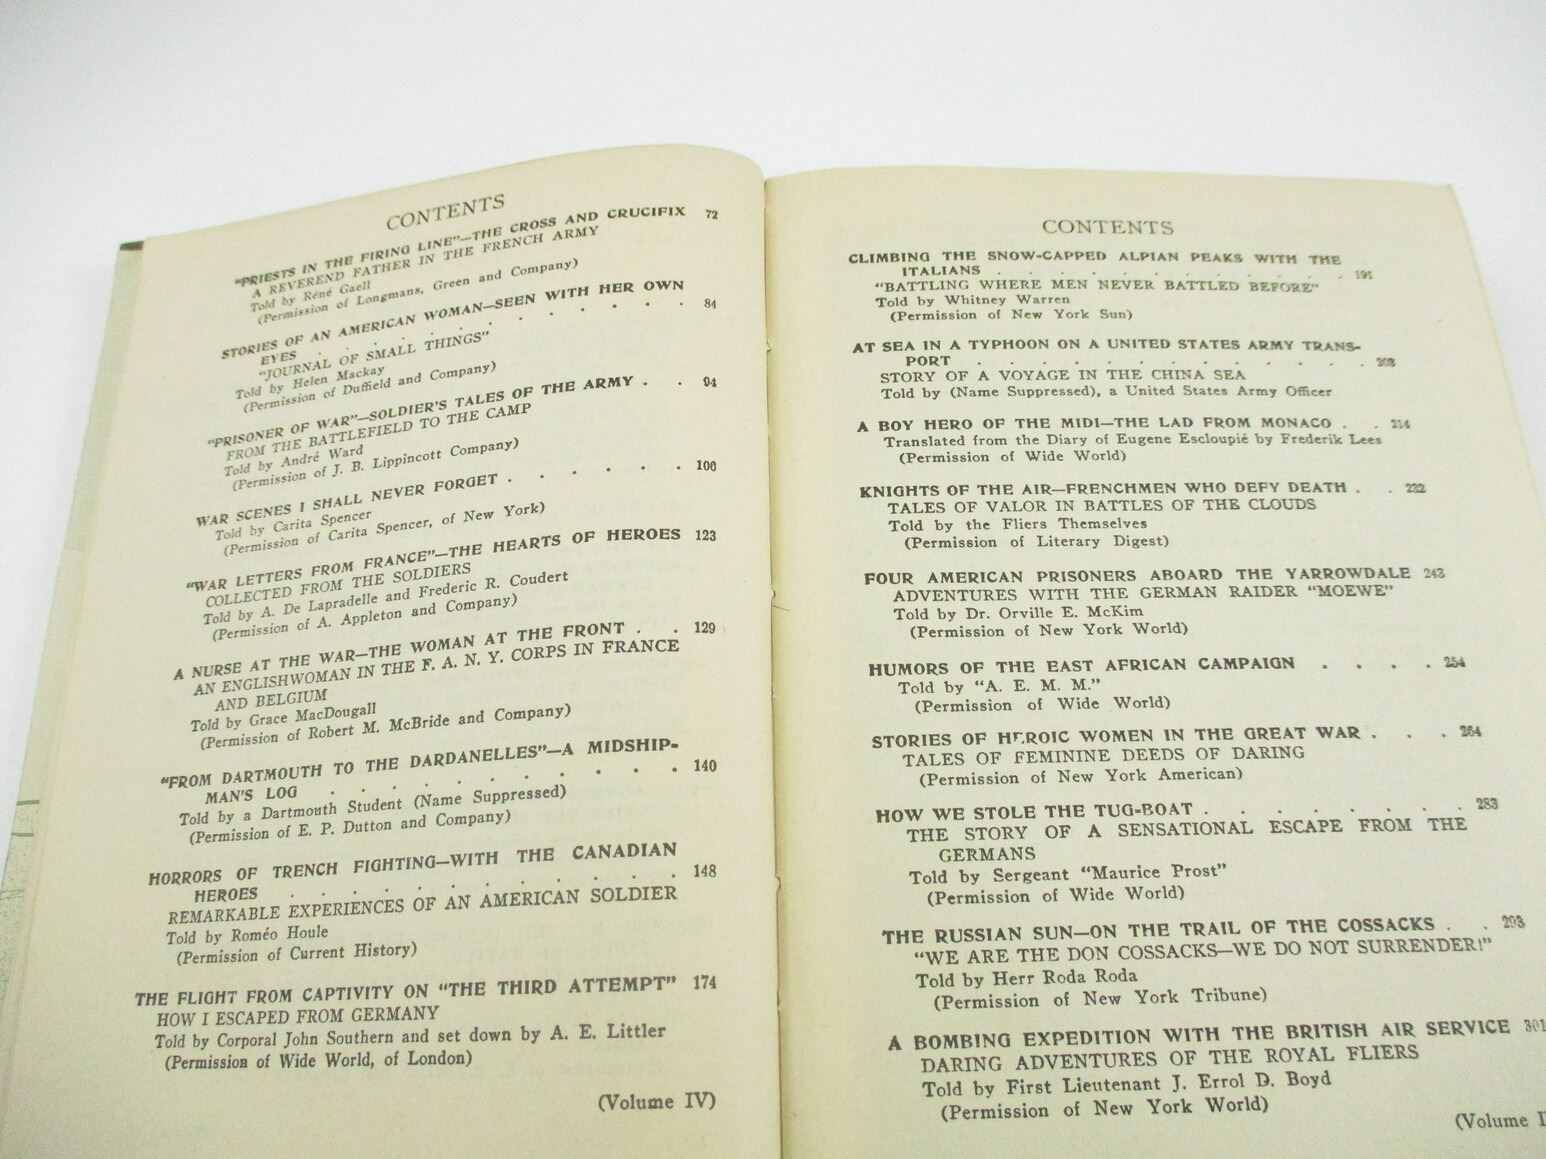 CONTENTS
"PRIESTS IN THE FIRING LINE"—THE CROSS AND CRUCIFIX 72
A REVEREND FATHER IN THE FRENCH ARMY
Told by René Gaell
(Permission of Longmans, Green and Company)
STORIES OF AN AMERICAN WOMAN—SEEN WITH HER OWN
EYES . . . . . . . . . . . 84
"JOURNAL OF SMALL THINGS"
Told by Helen Mackay
(Permission of Duffield and Company)
"PRISONER OF WAR"—SOLDIER'S TALES OF THE ARMY . . 94
FROM THE BATTLEFIELD TO THE CAMP
Told by André Ward
(Permission of J. B. Lippincott Company)
WAR SCENES I SHALL NEVER FORGET . . . . . . 106
Told by Carita Spencer
(Permission of Carita Spencer, of New York)
"WAR LETTERS FROM FRANCE"—THE HEARTS OF HEROES 123
COLLECTED FROM THE SOLDIERS
Told by A. De Lapradelle and Frederic R. Coudert
(Permission of A. Appleton and Company)
A NURSE AT THE WAR—THE WOMAN AT THE FRONT . . 129
AN ENGLISHWOMAN IN THE F. A. N. Y. CORPS IN FRANCE
AND BELGIUM
Told by Grace MacDougall
(Permission of Robert M. McBride and Company)
"FROM DARTMOUTH TO THE DARDANELLES"—A MIDSHIP-
MAN'S LOG . . . . . . . . . 140
Told by a Dartmouth Student (Name Suppressed)
(Permission of E. P. Dutton and Company)
HORRORS OF TRENCH FIGHTING—WITH THE CANADIAN
HEROES . . . . . . . . . . 148
REMARKABLE EXPERIENCES OF AN AMERICAN SOLDIER
Told by Roméo Houle
(Permission of Current History)
THE FLIGHT FROM CAPTIVITY ON "THE THIRD ATTEMPT" 174
HOW I ESCAPED FROM GERMANY
Told by Corporal John Southern and set down by A. E. Littler
(Permission of Wide World, of London)
(Volume IV)
CONTENTS
CLIMBING THE SNOW-CAPPED ALPIAN PEAKS WITH THE
ITALIANS . . . . . . . . . . . 191
"BATTLING WHERE MEN NEVER BATTLED BEFORE"
Told by Whitney Warren
(Permission of New York Sun)
AT SEA IN A TYPHOON ON A UNITED STATES ARMY TRANS-
PORT . . . . . . . . . . .
STORY OF A VOYAGE IN THE CHINA SEA
Told by (Name Suppressed), a United States Army Officer
A BOY HERO OF THE MIDI—THE LAD FROM MONACO . . 214
Translated from the Diary of Eugene Escloupié by Frederik Lees
(Permission of Wide World)
KNIGHTS OF THE AIR—FRENCHMEN WHO DEFY DEATH . . 232
TALES OF VALOR IN BATTLES OF THE CLOUDS
Told by the Fliers Themselves
(Permission of Literary Digest)
FOUR AMERICAN PRISONERS ABOARD THE YARROWDALE 243
ADVENTURES WITH THE GERMAN RAIDER "MOEWE"
Told by Dr. Orville E. McKim
(Permission of New York World)
HUMORS OF THE EAST AFRICAN CAMPAIGN . . . . 254
Told by "A. E. M. M."
(Permission of Wide World)
STORIES OF HEROIC WOMEN IN THE GREAT WAR . . . 264
TALES OF FEMININE DEEDS OF DARING
(Permission of New York American)
HOW WE STOLE THE TUG-BOAT . . . . . . . . 283
THE STORY OF A SENSATIONAL ESCAPE FROM THE
GERMANS
Told by Sergeant "Maurice Prost"
(Permission of Wide World)
THE RUSSIAN SUN—ON THE TRAIL OF THE COSSACKS . . 293
"WE ARE THE DON COSSACKS—WE DO NOT SURRENDER!"
Told by Herr Roda Roda
(Permission of New York Tribune)
A BOMBING EXPEDITION WITH THE BRITISH AIR SERVICE 301
DARING ADVENTURES OF THE ROYAL FLIERS
Told by First Lieutenant J. Errol D. Boyd
(Permission of New York World)
(Volume I